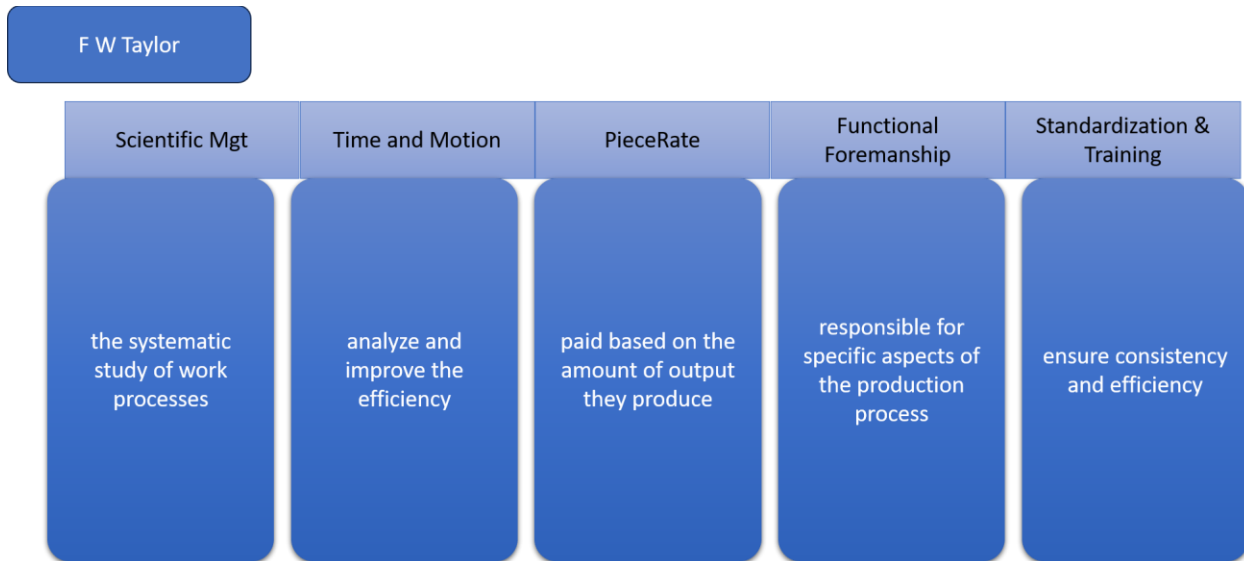 F W Taylor
Scientific Mgt
Time and Motion
PieceRate
Functional
Foremanship
Standardization &
Training
the systematic
study of work
processes
analyze and
improve the
efficiency
paid based on the
amount of output
they produce
responsible for
specific aspects of
the production
process
ensure consistency
and efficiency